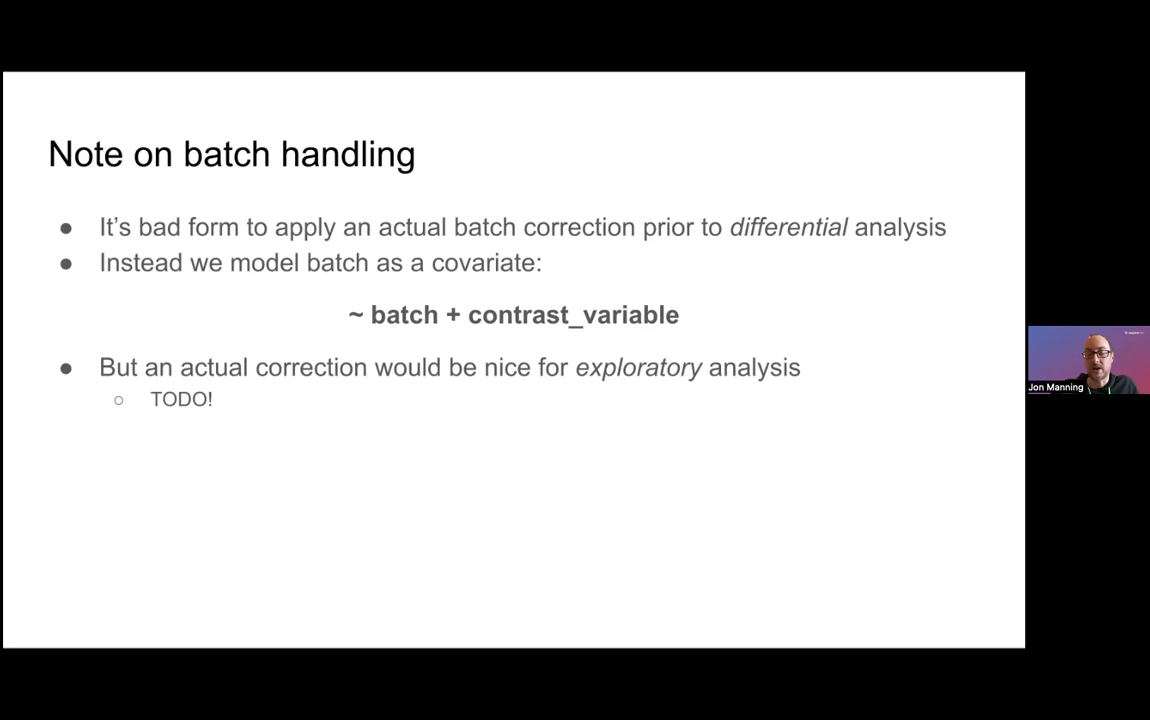 Note on batch handling
● It’s bad form to apply an actual batch correction prior to differential analysis
● Instead we model batch as a covariate:
~ batch + contrast_variable
● But an actual correction would be nice for exploratory analysis
○ TODO!
Jon Manning